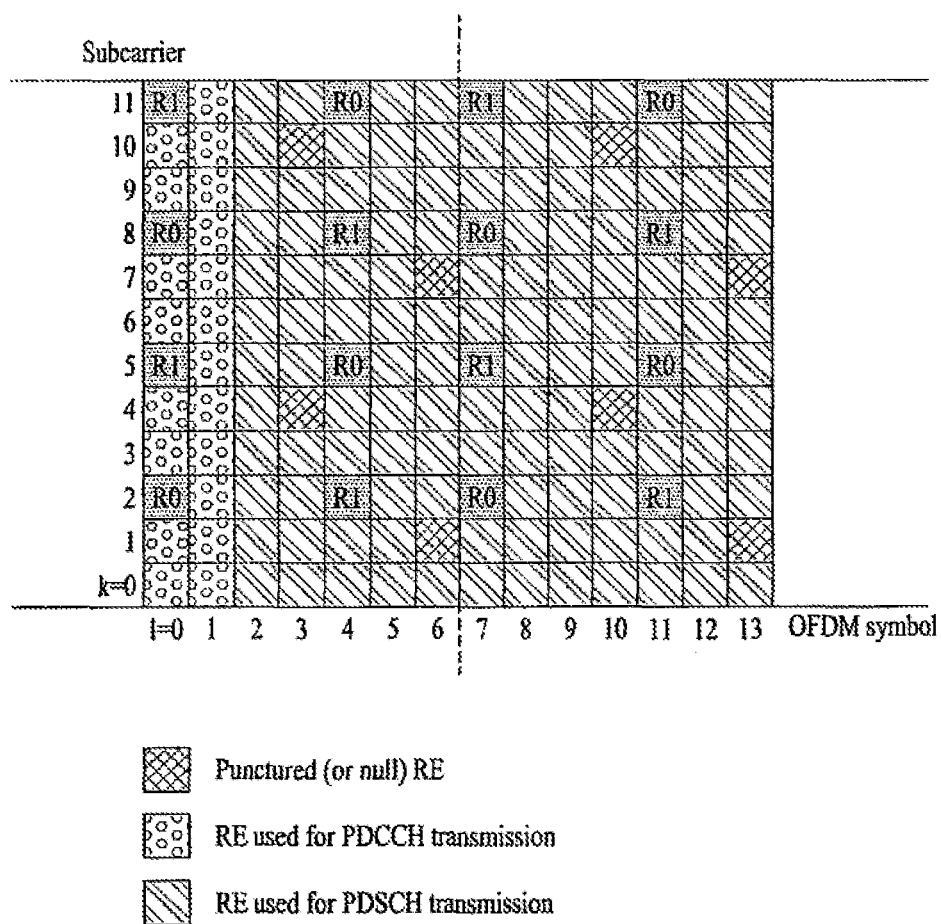 Subcarrier
11 R1 R0 R1 R0
10
9
8 R0 R1 R0 R1
7
6
5 R1 R0 R1 R0
4
3
2 R0 R1 R0 R1
1
k=0
l=0 1 2 3 4 5 6 7 8 9 10 11 12 13 OFDM symbol
Punctured (or null) RE
RE used for PDCCH transmission
RE used for PDSCH transmission